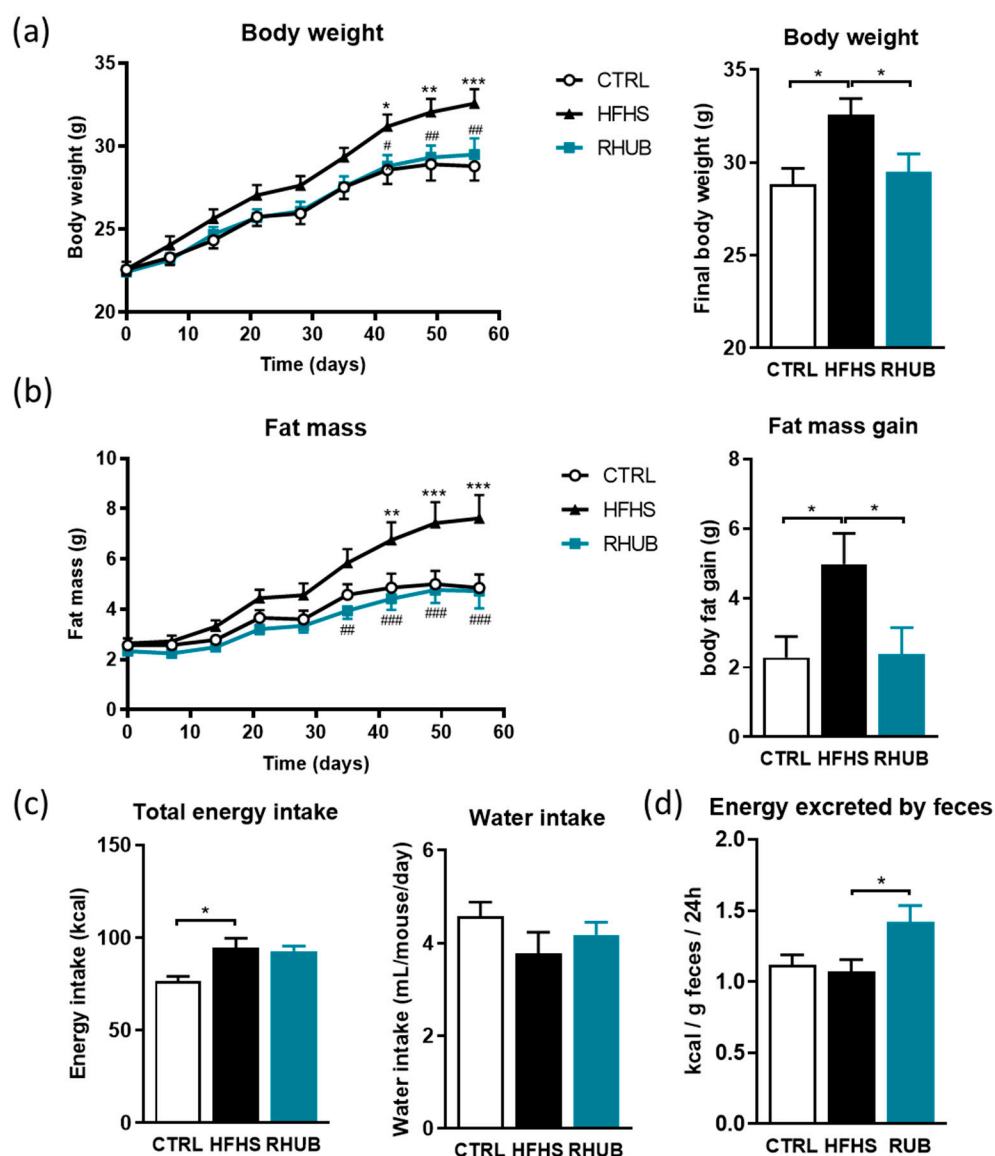 (a)
Body weight
Body weight (g)
35
30
25
20
* ** ***
# ## ##
0 10 20 30 40 50 60
Time (days)
CTRL
HFHS
RHUB
Body weight
Final body weight (g)
35
30
25
20
* *
CTRL HFHS RHUB
(b)
Fat mass
Fat mass (g)
10
8
6
4
2
0
** *** ***
## ### ### ###
0 10 20 30 40 50 60
Time (days)
CTRL
HFHS
RHUB
Fat mass gain
body fat gain (g)
8
6
4
2
0
* *
CTRL HFHS RHUB
(c)
Total energy intake
Energy intake (kcal)
150
100
50
0
*
CTRL HFHS RHUB
Water intake
Water intake (mL/mouse/day)
6
4
2
0
CTRL HFHS RHUB
(d)
Energy excreted by feces
kcal / g feces / 24h
2.0
1.5
1.0
0.5
0.0
*
CTRL HFHS RUB